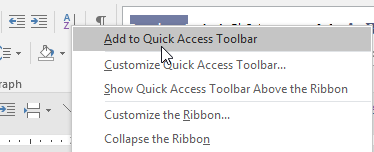 Add to Quick Access Toolbar
Customize Quick Access Toolbar...
Show Quick Access Toolbar Above the Ribbon
raph
Customize the Ribbon...
Collapse the Ribbon